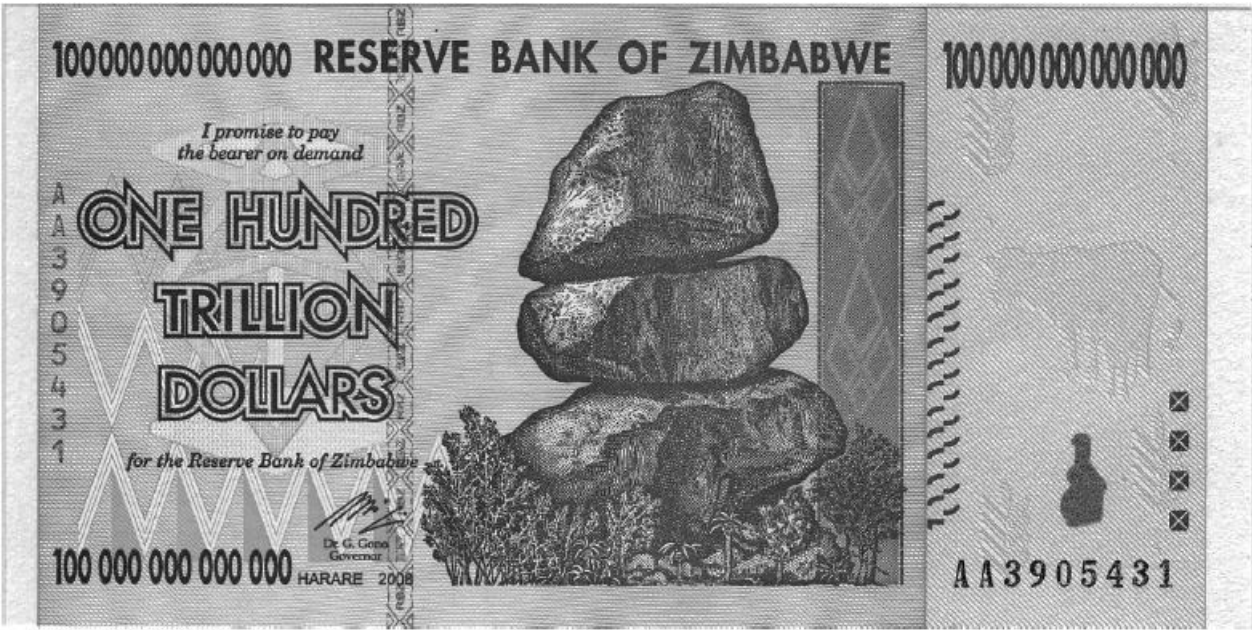 100 000 000 000 000 RESERVE BANK OF ZIMBABWE 100 000 000 000 000
I promise to pay
the bearer on demand
ONE HUNDRED
TRILLION
DOLLARS
for the Reserve Bank of Zimbabwe
Dr. G. Gono
Governor
100 000 000 000 000 HARARE 2008
AA3905431
AA3905431
RBZ
RBZ